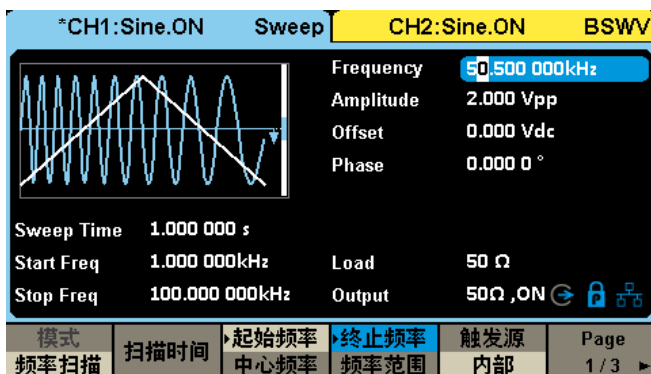 *CH1:Sine.ON Sweep CH2:Sine.ON BSWV
Frequency 50.500 000kHz
Amplitude 2.000 Vpp
Offset 0.000 Vdc
Phase 0.000 0 °
Sweep Time 1.000 000 s
Start Freq 1.000 000kHz Load 50 Ω
Stop Freq 100.000 000kHz Output 50Ω ,ON
模式 扫描时间 起始频率 终止频率 触发源 Page
频率扫描 中心频率 频率范围 内部 1/3